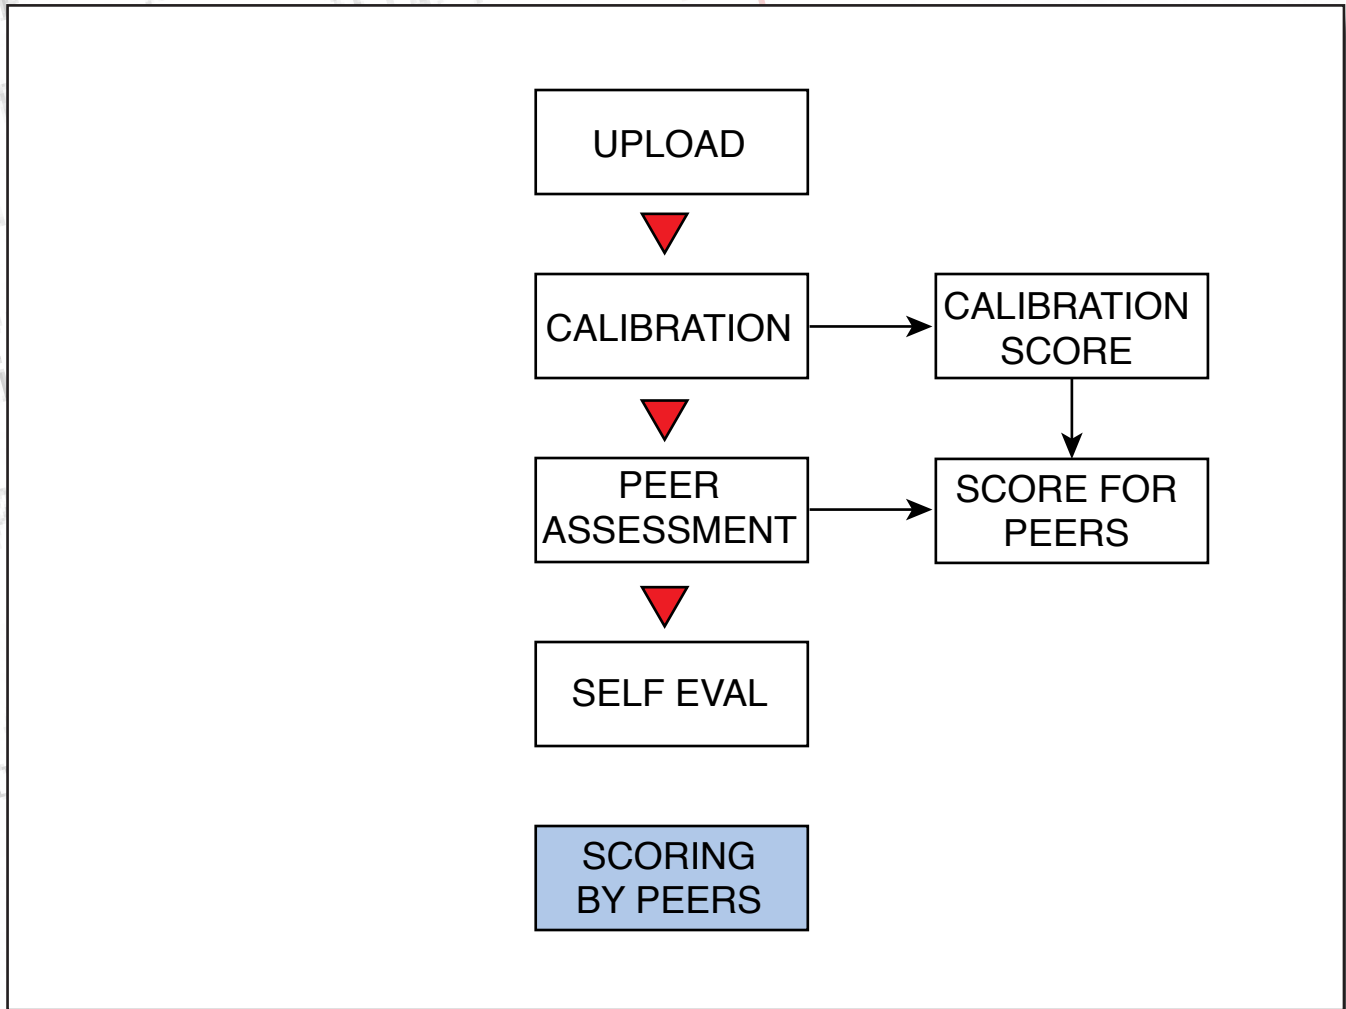 UPLOAD
CALIBRATION
CALIBRATION
SCORE
PEER
ASSESSMENT
SCORE FOR
PEERS
SELF EVAL
SCORING
BY PEERS